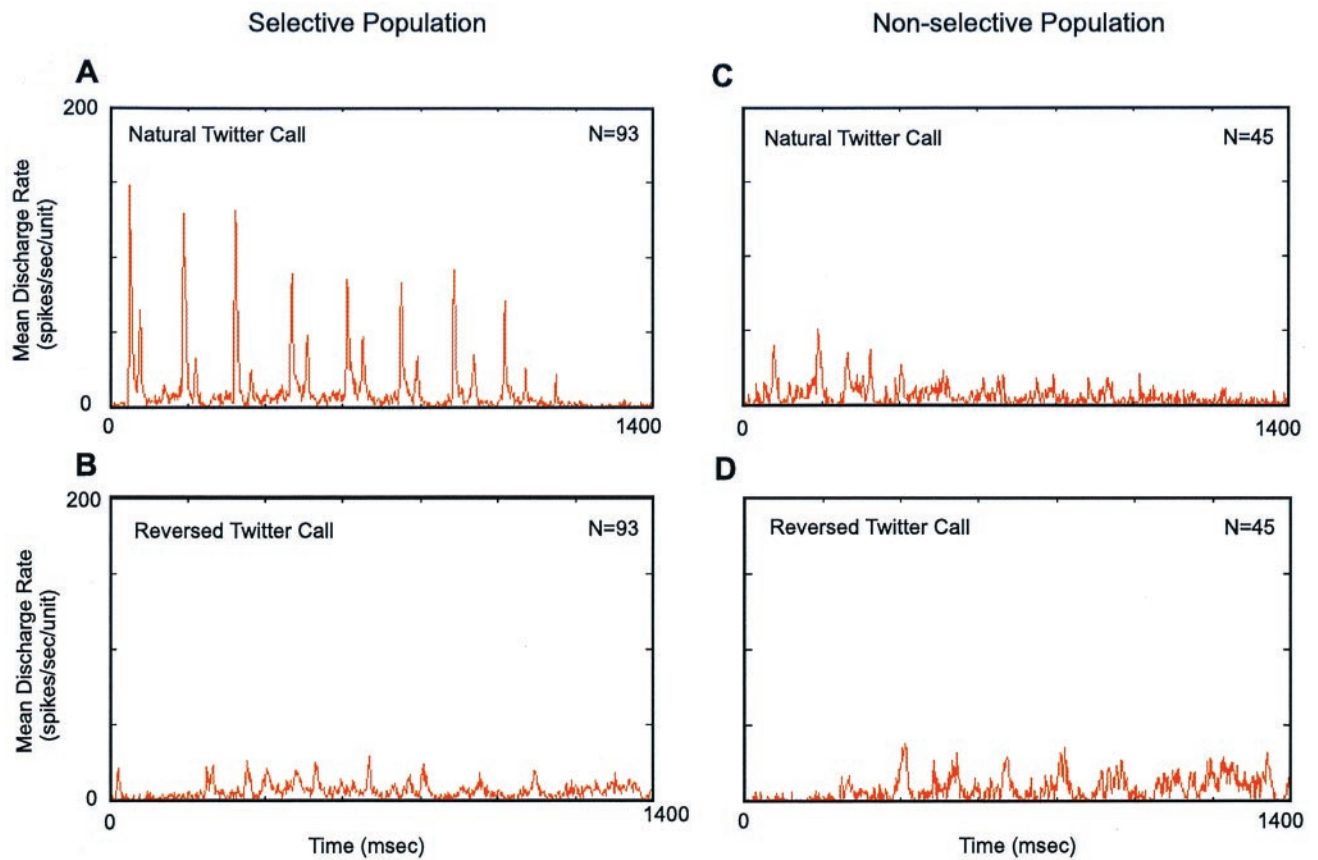 Selective Population
Non-selective Population
A
200
Natural Twitter Call
N=93
Mean Discharge Rate
(spikes/sec/unit)
0
0
1400
C
Natural Twitter Call
N=45
0
1400
B
200
Reversed Twitter Call
N=93
Mean Discharge Rate
(spikes/sec/unit)
0
0
1400
Time (msec)
D
Reversed Twitter Call
N=45
0
1400
Time (msec)